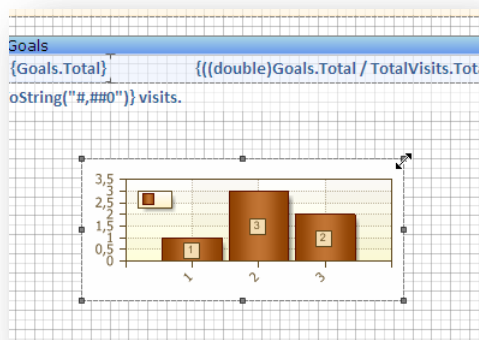 Goals
{Goals.Total} {((double)Goals.Total / TotalVisits.Tot
oString("#,##0")} visits.
3,5
3
2,5
2
1,5
1
0,5
0
1 3 2
1 2 3